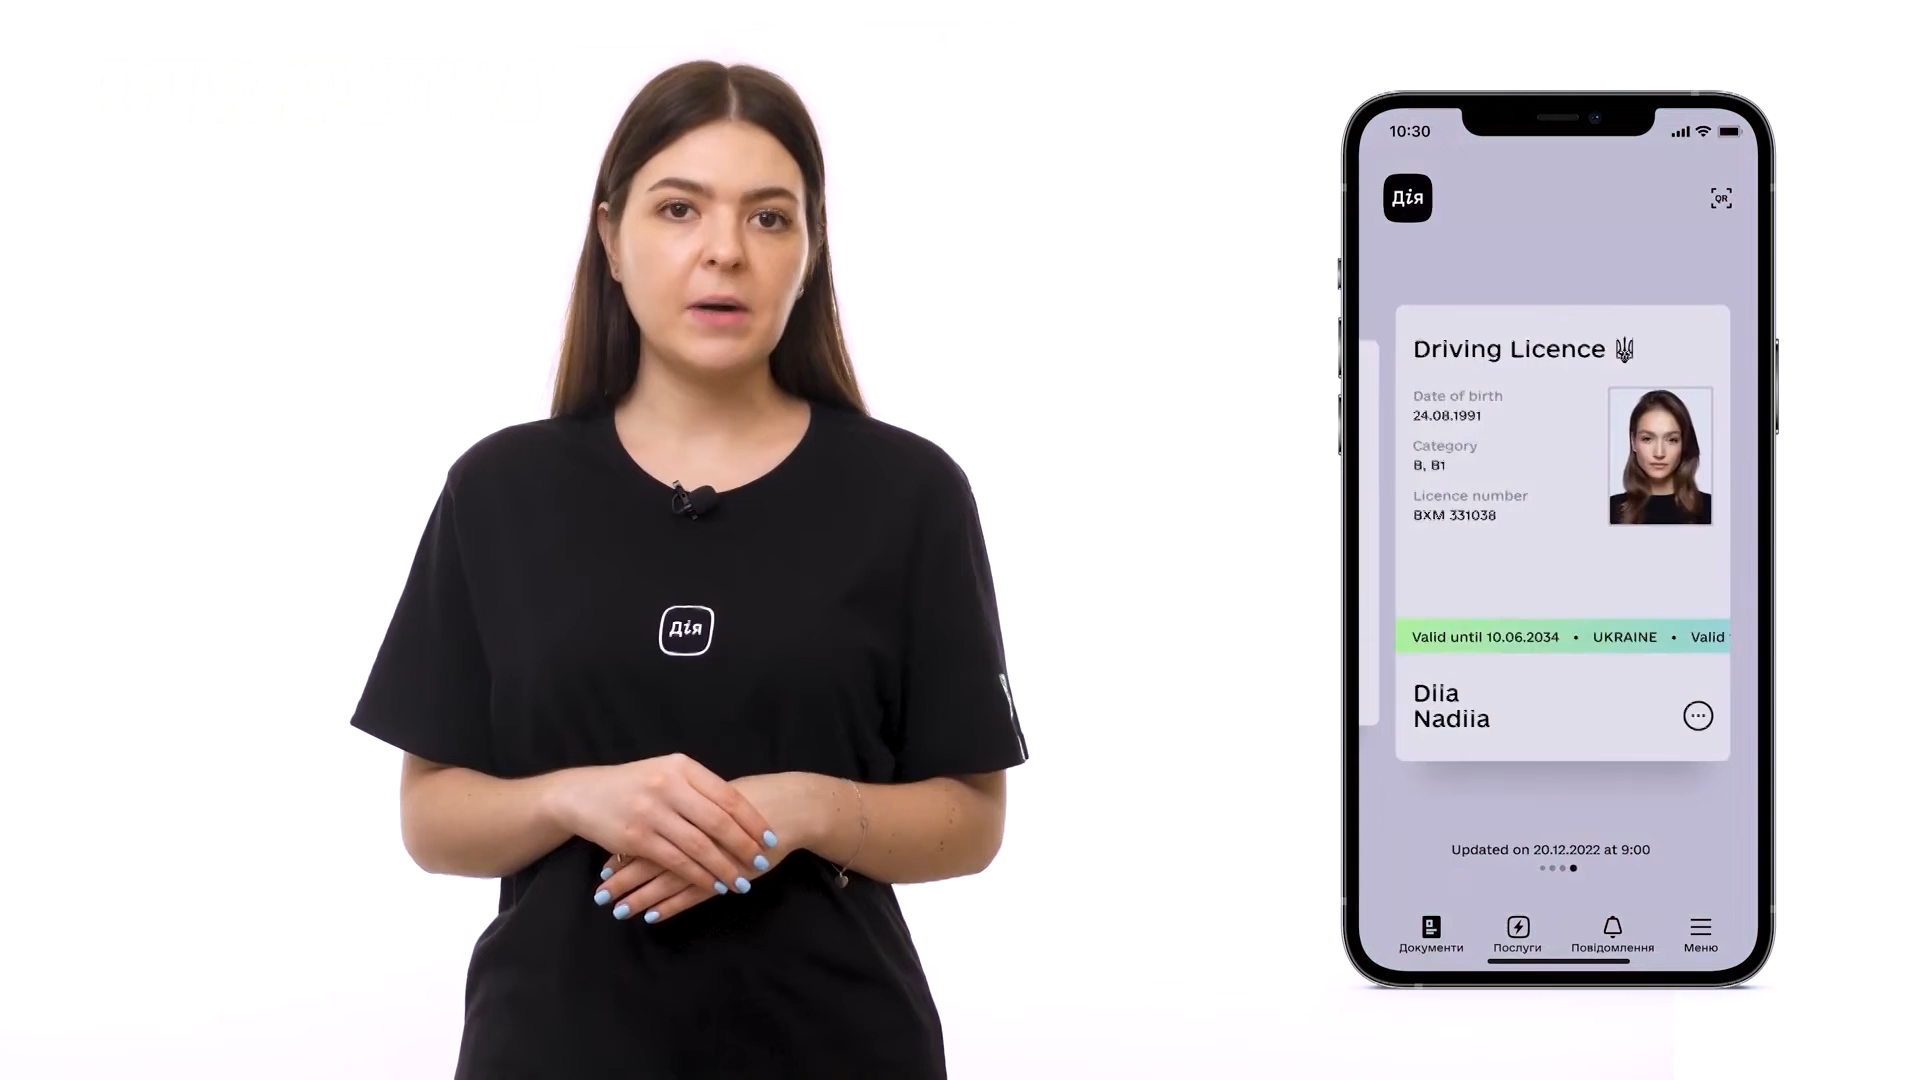 Дія
10:30
Дія
QR
Driving Licence
Date of birth
24.08.1991
Category
B, B1
Licence number
BXM 331038
Valid until 10.06.2034 • UKRAINE • Valid
Diia
Nadiia
Updated on 20.12.2022 at 9:00
Документи Послуги Повідомлення Меню